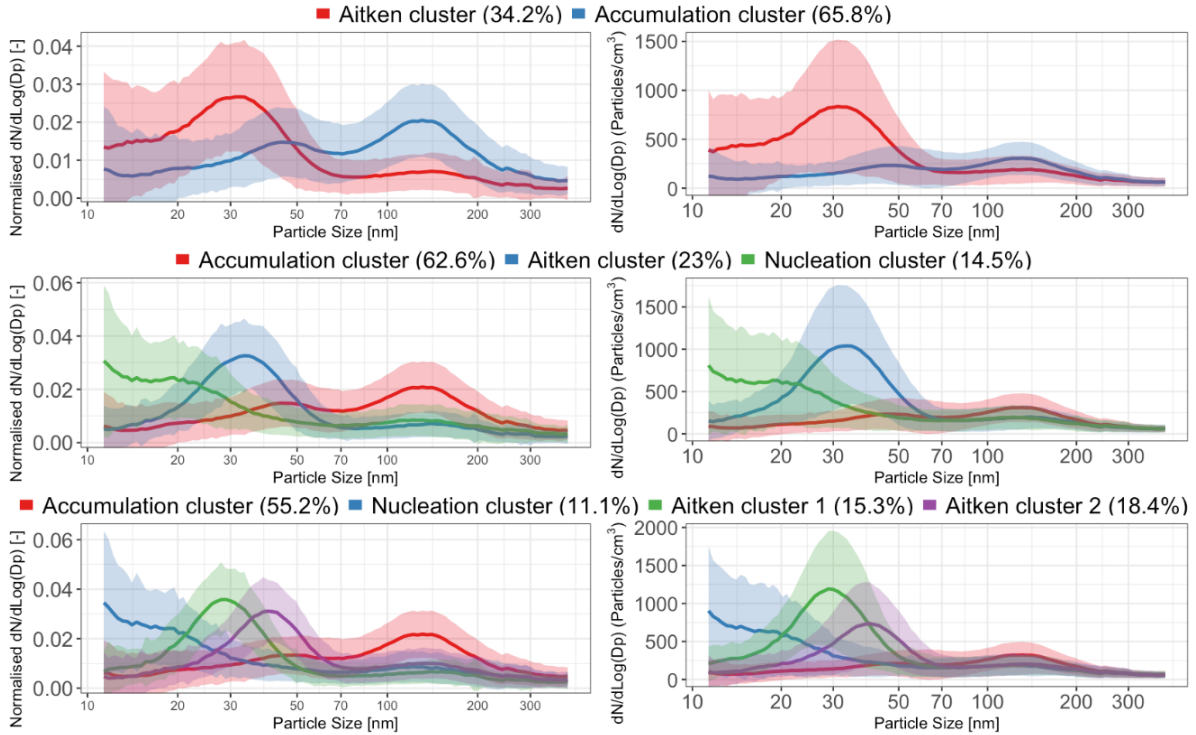 Aitken cluster (34.2%) Accumulation cluster (65.8%)
Normalised dN/dLog(Dp) [-]
0.04
0.03
0.02
0.01
0.00
10 20 30 50 70 100 200 300
Particle Size [nm]
dN/dLog(Dp) (Particles/cm³)
1500
1000
500
0
10 20 30 50 70 100 200 300
Particle Size [nm]
Accumulation cluster (62.6%) Aitken cluster (23%) Nucleation cluster (14.5%)
Normalised dN/dLog(Dp) [-]
0.06
0.04
0.02
0.00
10 20 30 50 70 100 200 300
Particle Size [nm]
dN/dLog(Dp) (Particles/cm³)
1500
1000
500
0
10 20 30 50 70 100 200 300
Particle Size [nm]
Accumulation cluster (55.2%) Nucleation cluster (11.1%) Aitken cluster 1 (15.3%) Aitken cluster 2 (18.4%)
Normalised dN/dLog(Dp) [-]
0.06
0.04
0.02
0.00
10 20 30 50 70 100 200 300
Particle Size [nm]
dN/dLog(Dp) (Particles/cm³)
2000
1500
1000
500
0
10 20 30 50 70 100 200 300
Particle Size [nm]